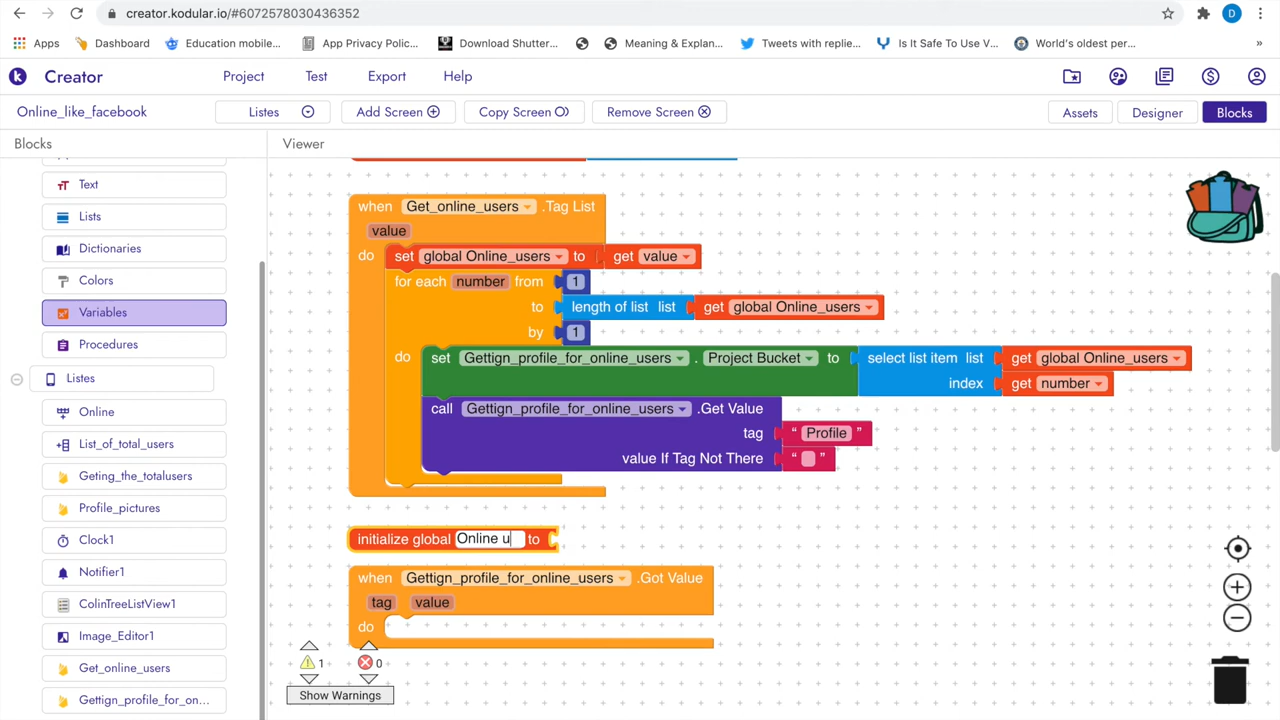 creator.kodular.io/#6072578030436352
D
Apps Dashboard Education mobile... App Privacy Polic... Download Shutter... Meaning & Explan... Tweets with replie... Is It Safe To Use V... World's oldest per... »
Creator Project Test Export Help
Online_like_facebook Listes Add Screen Copy Screen Remove Screen Assets Designer Blocks
Blocks Viewer
Text
Lists
Dictionaries
Colors
Variables
Procedures
Listes
Online
List_of_total_users
Geting_the_totalusers
Profile_pictures
Clock1
Notifier1
ColinTreeListView1
Image_Editor1
Get_online_users
Gettign_profile_for_on...
when Get_online_users .Tag List
value
do set global Online_users to get value
for each number from 1
to length of list list get global Online_users
by 1
do set Gettign_profile_for_online_users . Project Bucket to select list item list get global Online_users
index get number
call Gettign_profile_for_online_users .Get Value
tag “ Profile ”
value If Tag Not There “ ”
initialize global Online u to
when Gettign_profile_for_online_users .Got Value
tag value
do
1 0
Show Warnings